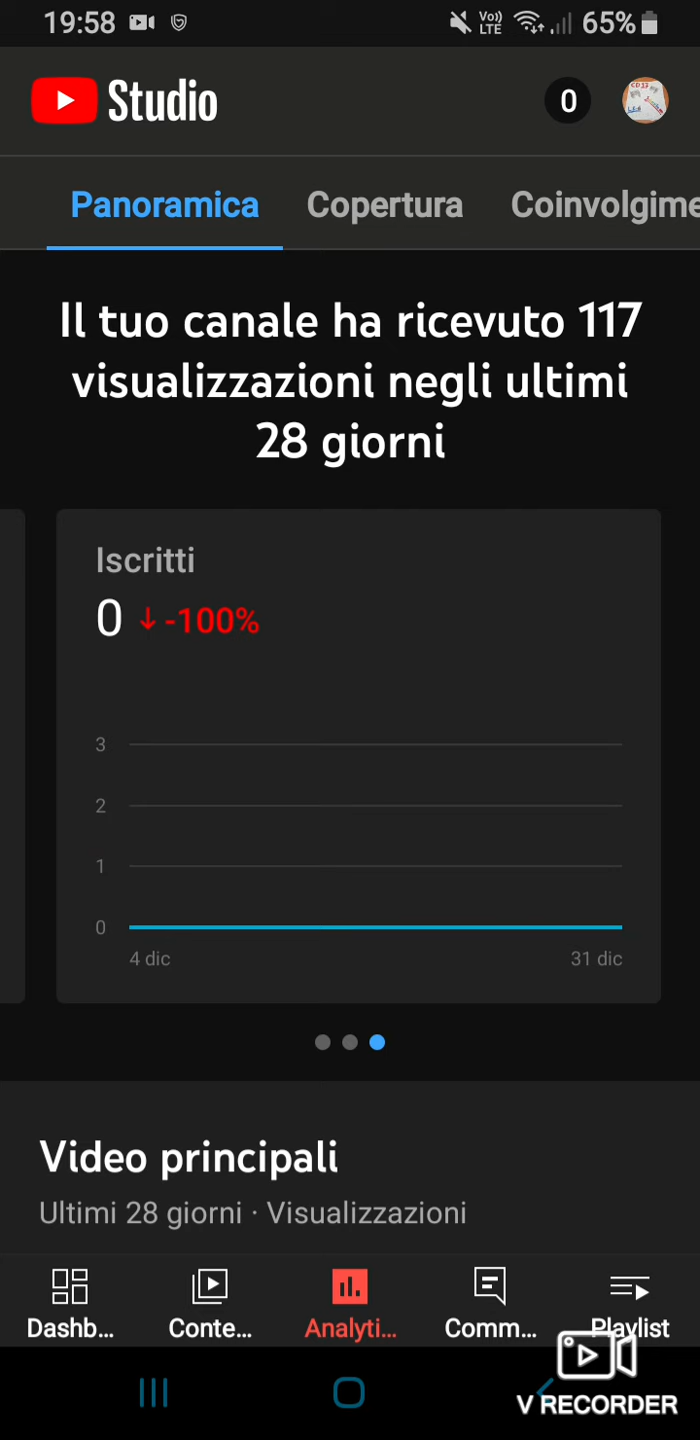 19:58 Vo)) LTE 65%
Studio 0
Panoramica Copertura Coinvolgime
Il tuo canale ha ricevuto 117
visualizzazioni negli ultimi
28 giorni
Iscritti
0 ↓ -100%
3
2
1
0
4 dic 31 dic
Video principali
Ultimi 28 giorni · Visualizzazioni
Dashb... Conte... Analyti... Comm... Playlist
V RECORDER